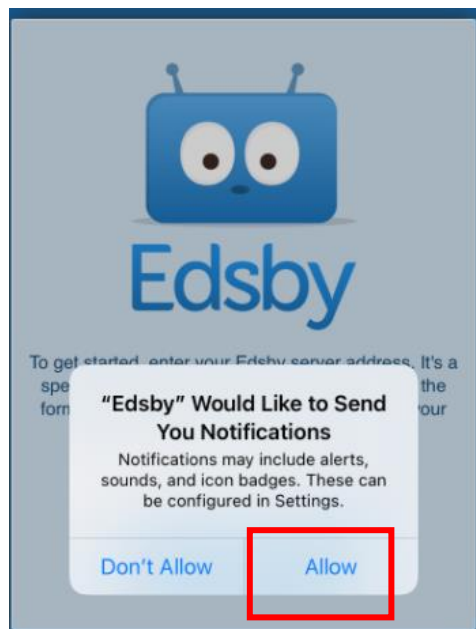 Edsby
To get started, enter your Edsby server address. It's a
spe the
form your
"Edsby" Would Like to Send
You Notifications
Notifications may include alerts,
sounds, and icon badges. These can
be configured in Settings.
Don't Allow Allow